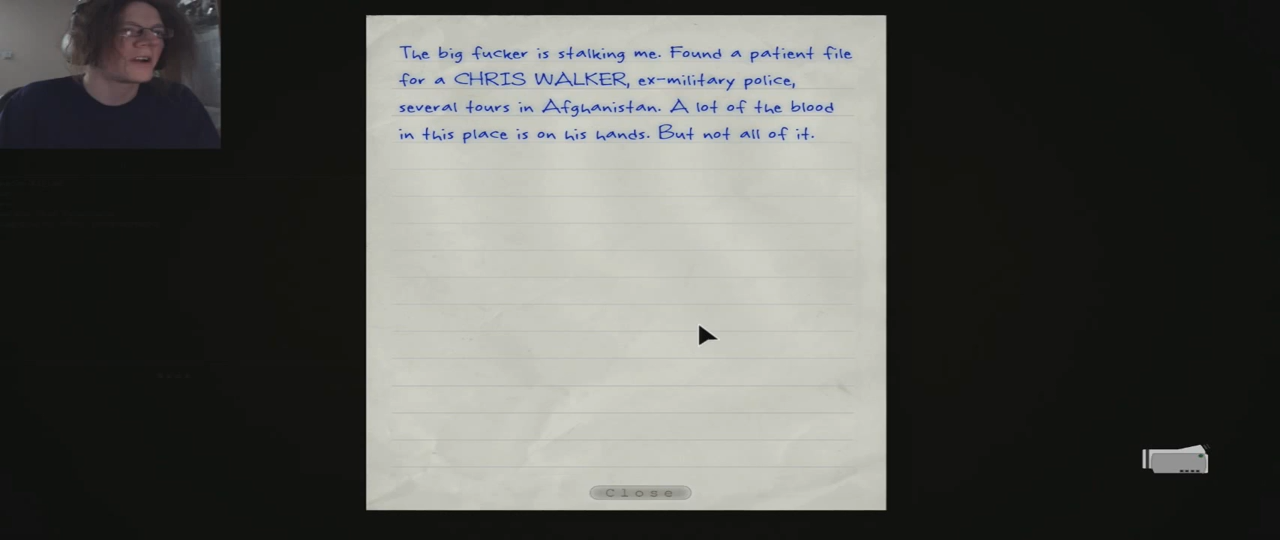 The big fucker is stalking me. Found a patient file
for a CHRIS WALKER, ex-military police,
several tours in Afghanistan. A lot of the blood
in this place is on his hands. But not all of it.
Close